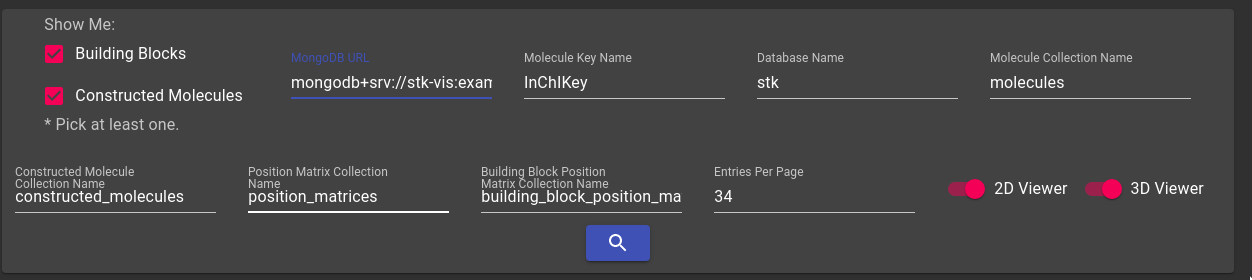 Show Me:
Building Blocks
Constructed Molecules
* Pick at least one.
MongoDB URL
mongodb+srv://stk-vis:exam
Molecule Key Name
InChIKey
Database Name
stk
Molecule Collection Name
molecules
Constructed Molecule
Collection Name
constructed_molecules
Position Matrix Collection
Name
position_matrices
Building Block Position
Matrix Collection Name
building_block_position_ma
Entries Per Page
34
2D Viewer
3D Viewer